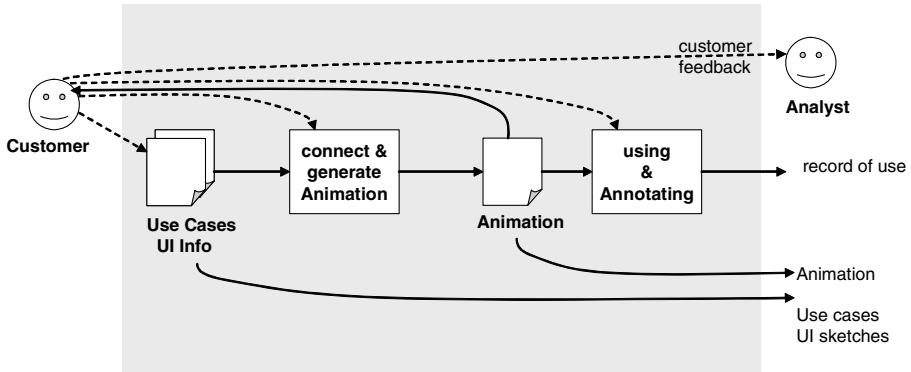 customer
feedback
Analyst
Customer
connect &
generate
Animation
using
&
Annotating
record of use
Use Cases
UI Info
Animation
Animation
Use cases
UI sketches